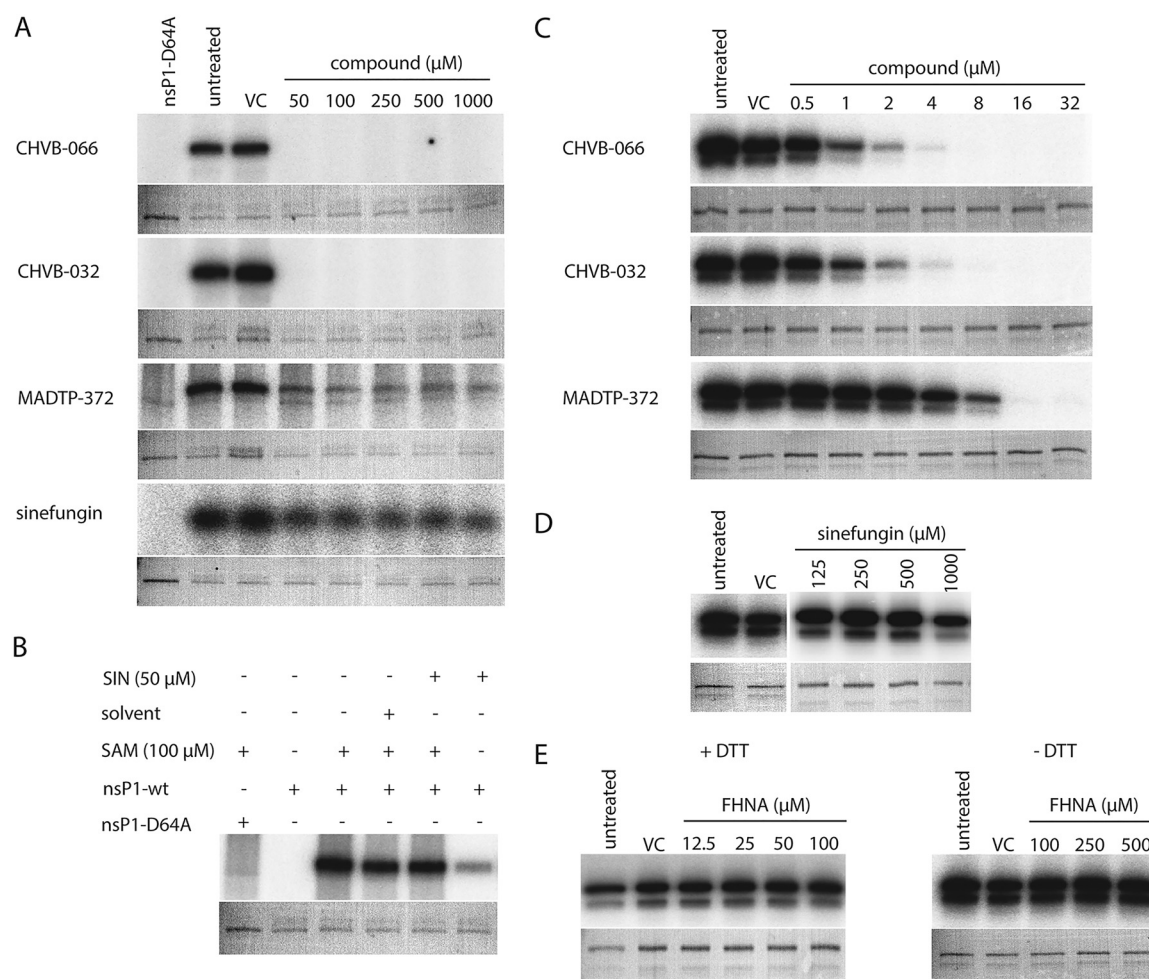 A
nsP1-D64A
untreated
VC
compound (µM)
50 100 250 500 1000
CHVB-066
CHVB-032
MADTP-372
sinefungin
B
SIN (50 µM) - - - - + +
solvent - - - + - -
SAM (100 µM) + - + + + -
nsP1-wt - + + + + +
nsP1-D64A + - - - - -
C
untreated
VC
compound (µM)
0.5 1 2 4 8 16 32
CHVB-066
CHVB-032
MADTP-372
D
untreated
VC
sinefungin (µM)
125 250 500 1000
E
+ DTT
untreated
VC
FHNA (µM)
12.5 25 50 100
- DTT
untreated
VC
FHNA (µM)
100 250 500